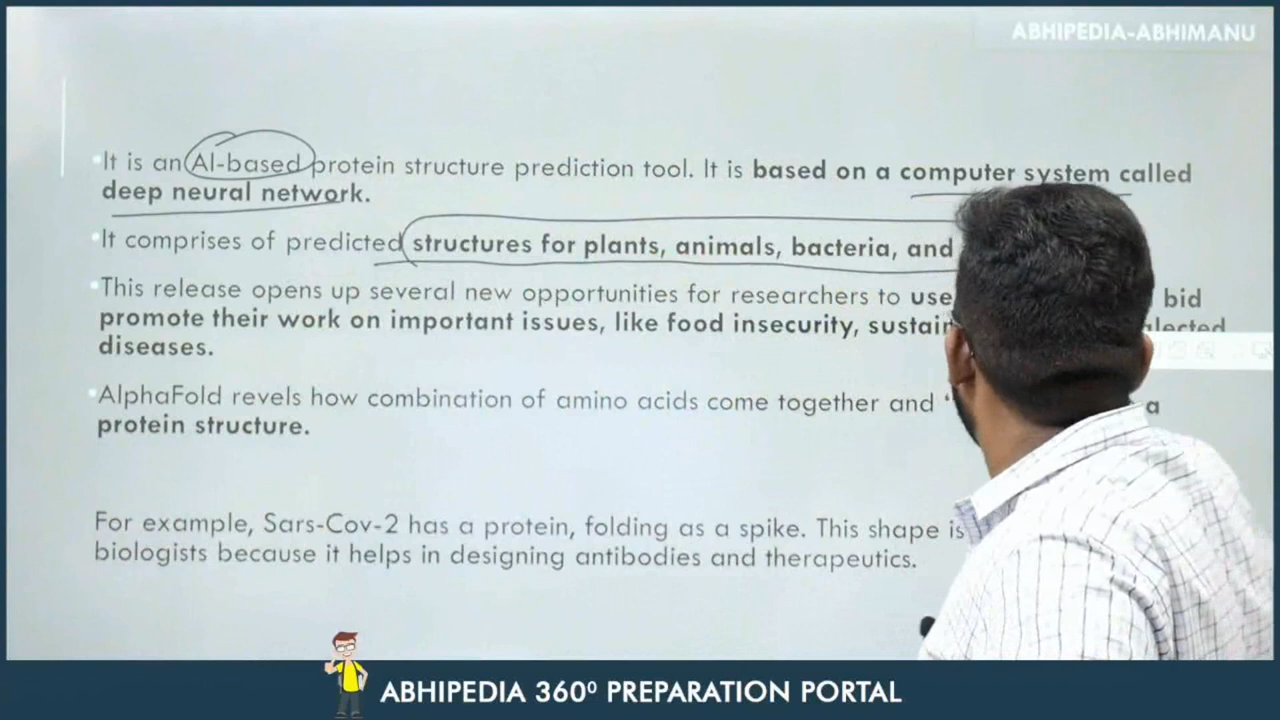 ABHIPEDIA-ABHIMANU
It is an AI-based protein structure prediction tool. It is based on a computer system called
deep neural network.
It comprises of predicted structures for plants, animals, bacteria, and
This release opens up several new opportunities for researchers to use bid
promote their work on important issues, like food insecurity,
diseases.
AlphaFold revels how combination of amino acids come together and ‘ a
protein structure.
For example, Sars-Cov-2 has a protein, folding as a spike. This shape is
biologists because it helps in designing antibodies and therapeutics.
ABHIPEDIA 360⁰ PREPARATION PORTAL